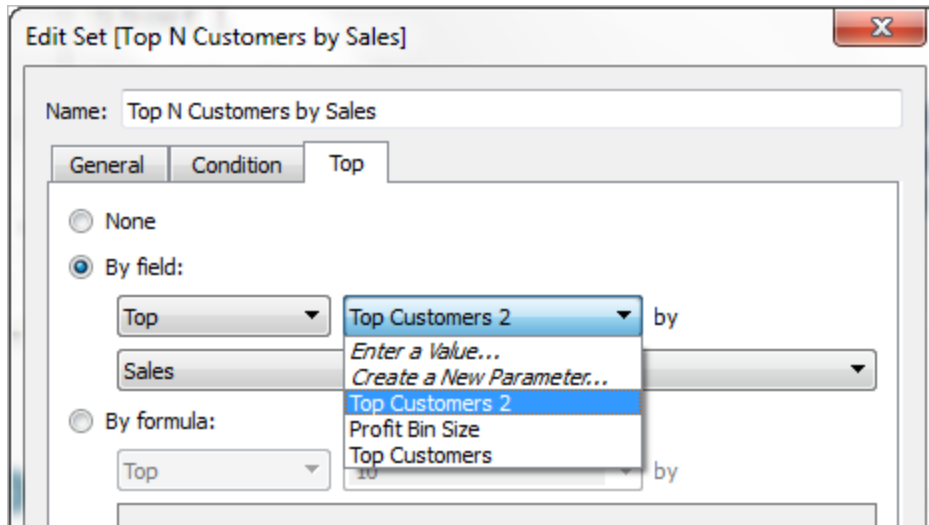 Edit Set [Top N Customers by Sales]
Name: Top N Customers by Sales
General Condition Top
None
By field:
Top Top Customers 2 by
Enter a Value...
Sales
Create a New Parameter...
Top Customers 2
By formula:
Profit Bin Size
Top Customers
Top 10 by